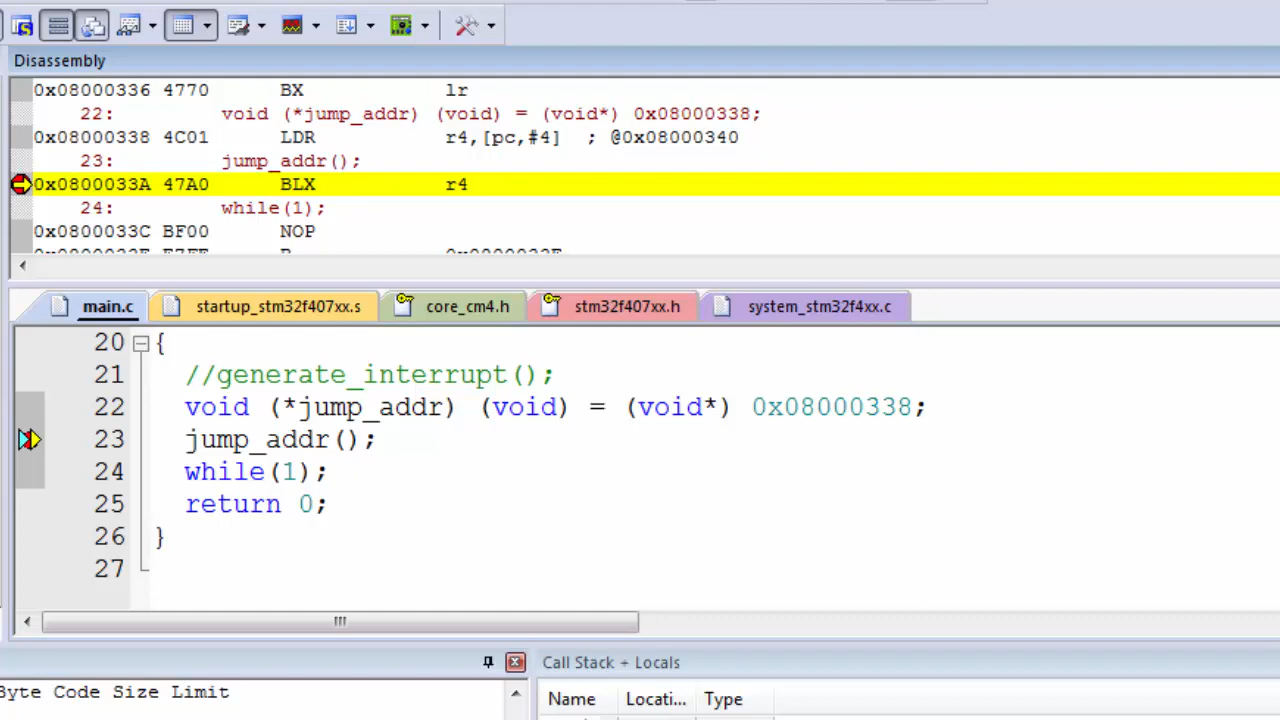 Disassembly
0x08000336 4770 BX lr
22: void (*jump_addr) (void) = (void*) 0x08000338;
0x08000338 4C01 LDR r4,[pc,#4] ; @0x08000340
23: jump_addr();
0x0800033A 47A0 BLX r4
24: while(1);
0x0800033C BF00 NOP
main.c startup_stm32f407xx.s core_cm4.h stm32f407xx.h system_stm32f4xx.c
20 {
21 //generate_interrupt();
22 void (*jump_addr) (void) = (void*) 0x08000338;
23 jump_addr();
24 while(1);
25 return 0;
26 }
27
Byte Code Size Limit
Call Stack + Locals
Name Locati... Type